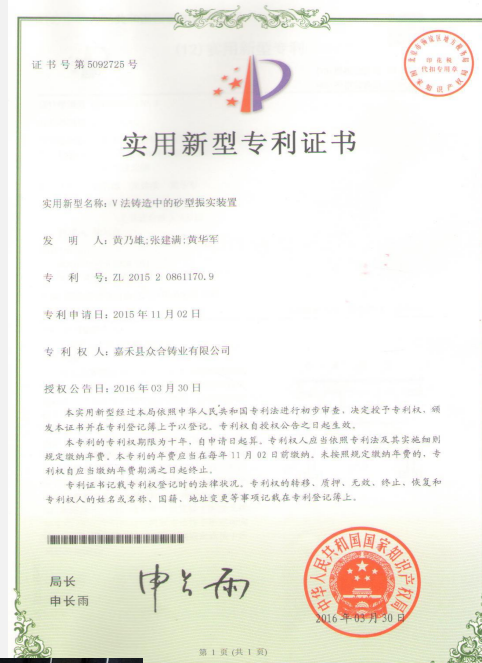 证书号第5092725号
印花税
代扣专用章
实用新型专利证书
实用新型名称：V法铸造中的砂型振实装置
发明人：黄乃雄;张建满;黄华军
专利号：ZL 2015 2 0861170.9
专利申请日：2015年11月02日
专利权人：嘉禾县众合铸业有限公司
授权公告日：2016年03月30日
本实用新型经过本局依照中华人民共和国专利法进行初步审查，决定授予专利权，颁
发本证书并在专利登记簿上予以登记。专利权自授权公告之日起生效。
本专利的专利权期限为十年，自申请日起算。专利权人应当依照专利法及其实施细则
规定缴纳年费。本专利的年费应当在每年11月02日前缴纳。未按照规定缴纳年费的，专
利权自应当缴纳年费期满之日起终止。
专利证书记载专利权登记时的法律状况。专利权的转移、质押、无效、终止、恢复和
专利权人的姓名或名称、国籍、地址变更等事项记载在专利登记簿上。
局长
申长雨
中华人民共和国国家知识产权局
2016年03月30日
第1页（共1页）